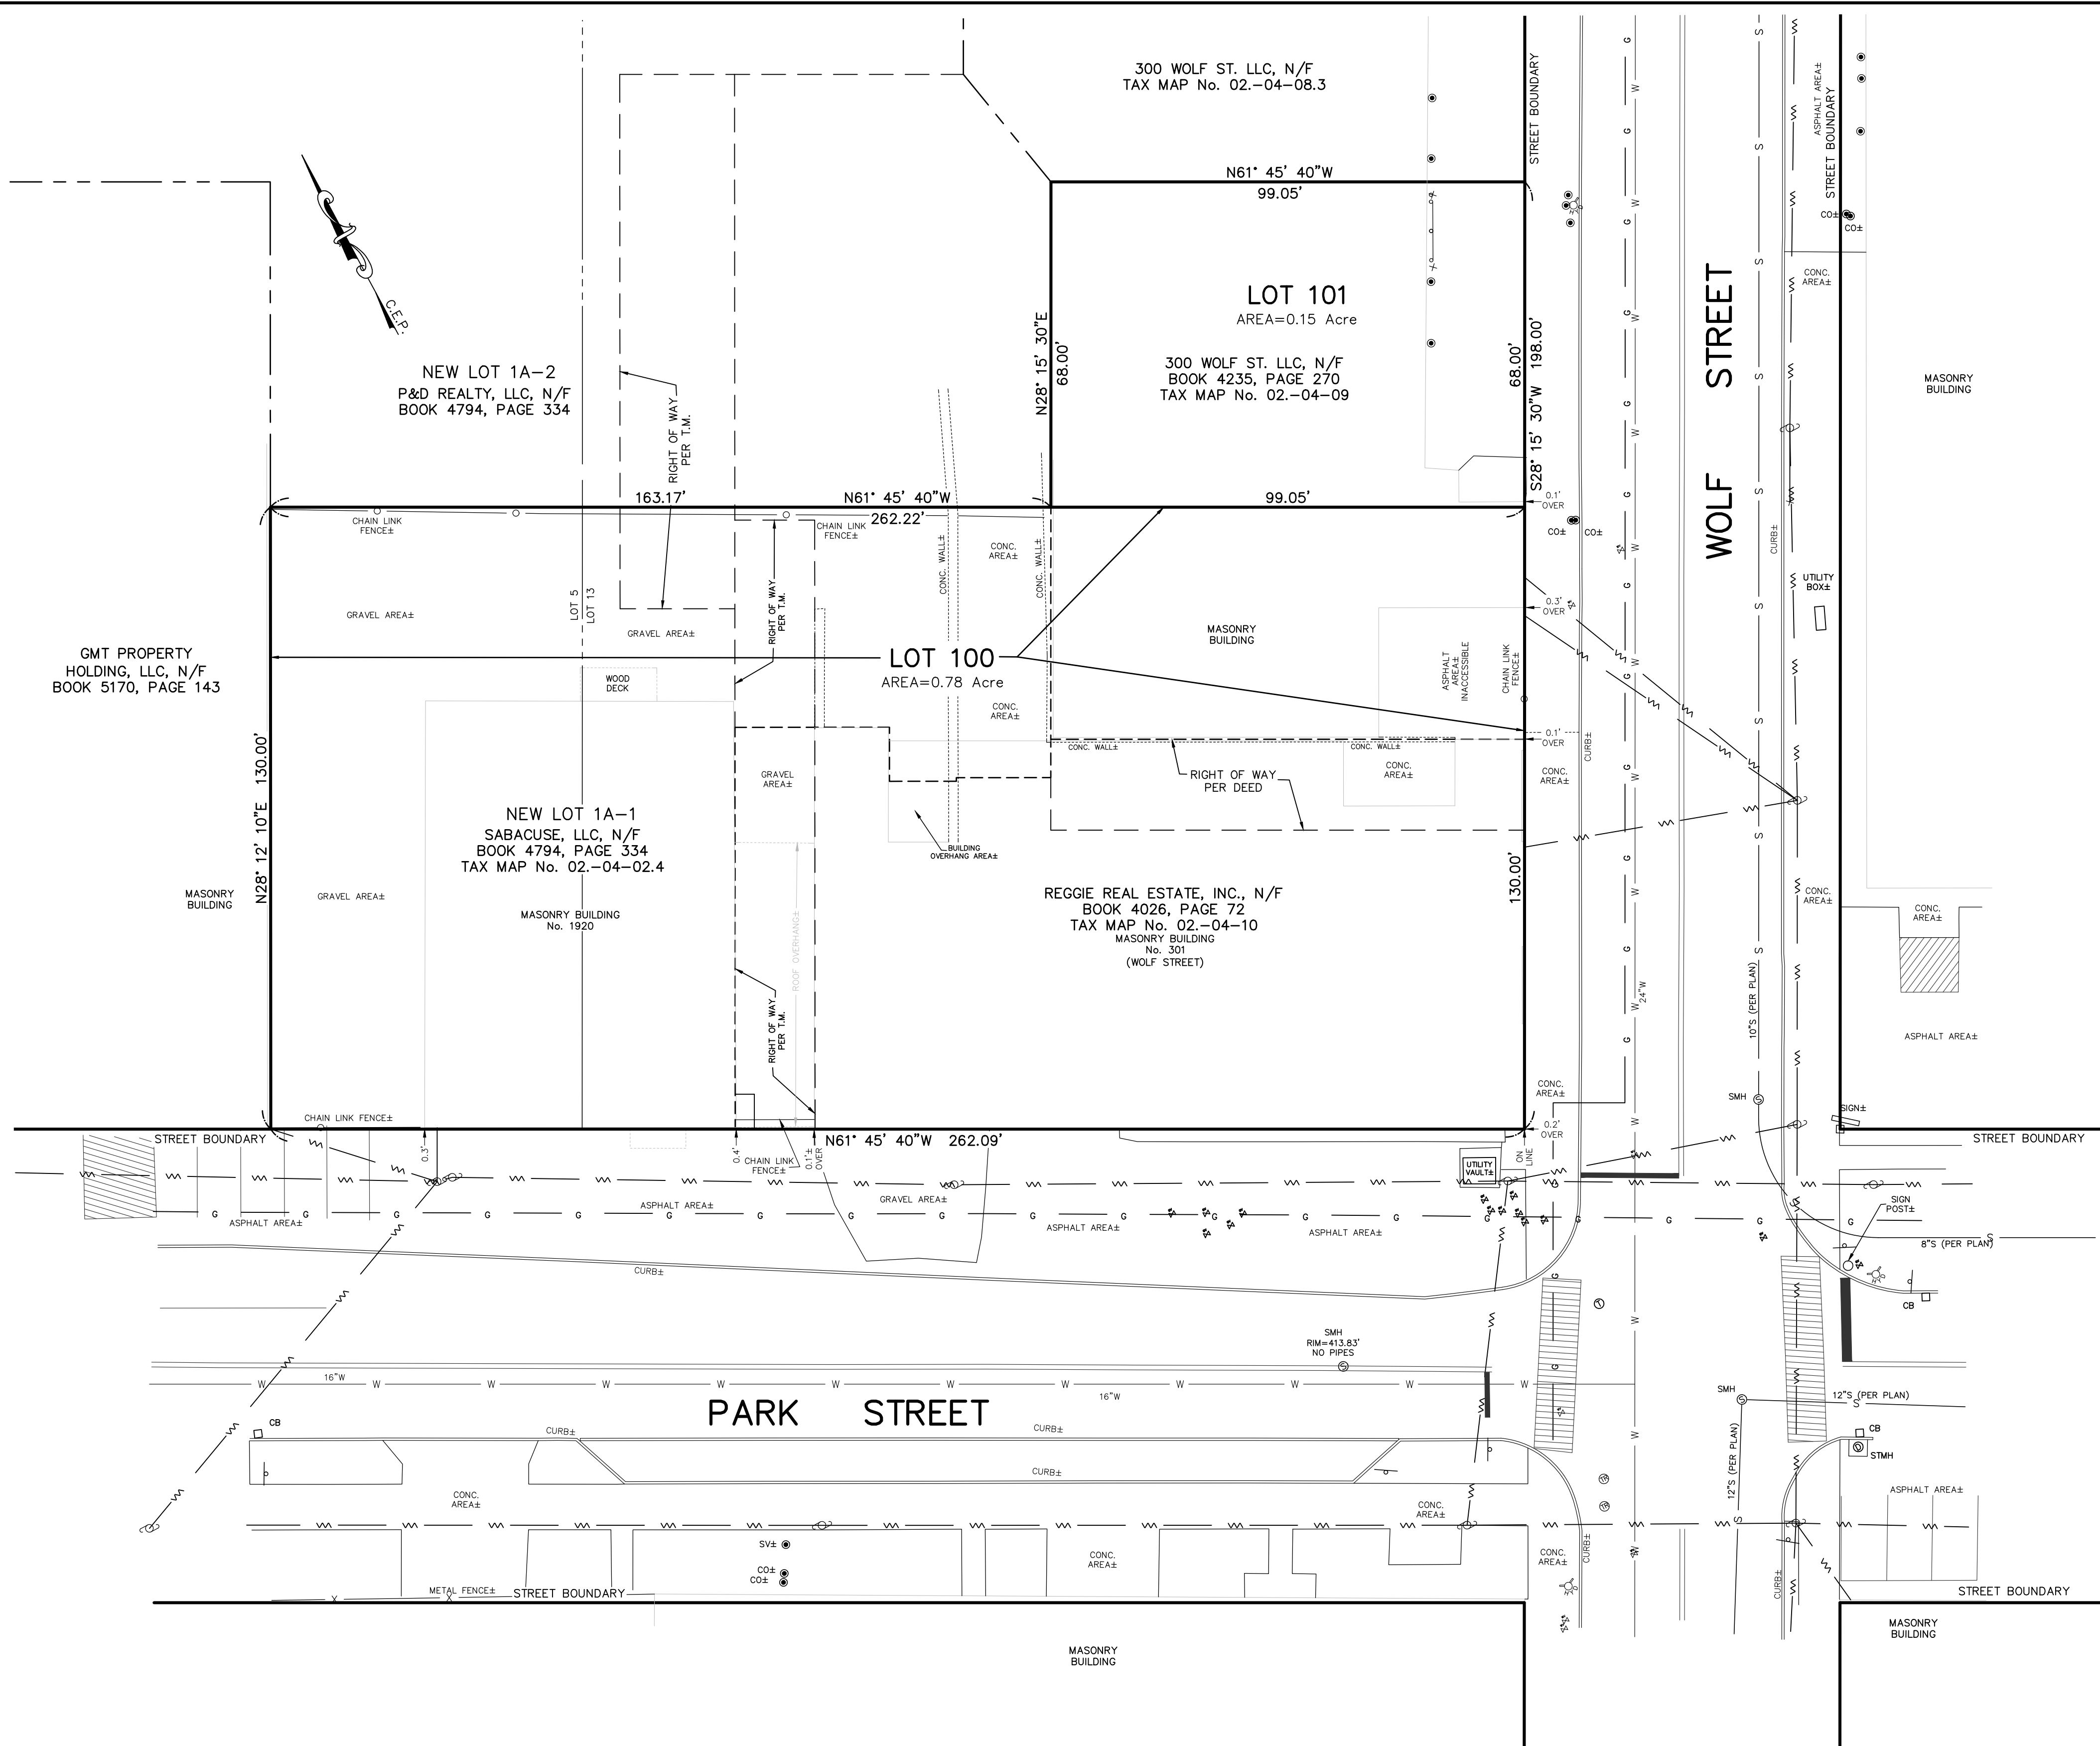 300 WOLF ST. LLC, N/F
TAX MAP No. 02.-04-08.3
STREET BOUNDARY
ASPHALT AREA±
STREET BOUNDARY
N61° 45' 40"W
99.05'
C.E.P.
CO±
CO±
CONC.
AREA±
LOT 101
AREA=0.15 Acre
N28° 15' 30"E
68.00'
68.00'
S28° 15' 30"W 198.00'
300 WOLF ST. LLC, N/F
BOOK 4235, PAGE 270
TAX MAP No. 02.-04-09
WOLF STREET
MASONRY
BUILDING
NEW LOT 1A-2
P&D REALTY, LLC, N/F
BOOK 4794, PAGE 334
RIGHT OF WAY
PER T.M.
163.17'
N61° 45' 40"W
262.22'
99.05'
0.1'
OVER
CHAIN LINK
FENCE±
CHAIN LINK
FENCE±
CO±
CO±
CURB±
CONC. WALL±
CONC.
AREA±
CONC. WALL±
UTILITY
BOX±
LOT 5
LOT 13
GRAVEL AREA±
GRAVEL AREA±
RIGHT OF WAY
PER T.M.
0.3'
OVER
MASONRY
BUILDING
GMT PROPERTY
HOLDING, LLC, N/F
BOOK 5170, PAGE 143
LOT 100
AREA=0.78 Acre
ASPHALT
AREA±
INACCESSIBLE
CHAIN LINK
FENCE±
WOOD
DECK
CONC.
AREA±
0.1'
OVER
CURB±
CONC. WALL±
CONC. WALL±
N28° 12' 10"E 130.00'
GRAVEL
AREA±
RIGHT OF WAY
PER DEED
CONC.
AREA±
CONC.
AREA±
NEW LOT 1A-1
SABACUSE, LLC, N/F
BOOK 4794, PAGE 334
TAX MAP No. 02.-04-02.4
BUILDING
OVERHANG AREA±
130.00'
MASONRY
BUILDING
GRAVEL AREA±
MASONRY BUILDING
No. 1920
ROOF OVERHANG±
REGGIE REAL ESTATE, INC., N/F
BOOK 4026, PAGE 72
TAX MAP No. 02.-04-10
MASONRY BUILDING
No. 301
(WOLF STREET)
CONC.
AREA±
CONC.
AREA±
24"W
10"S (PER PLAN)
ASPHALT AREA±
RIGHT OF WAY
PER T.M.
CONC.
AREA±
SMH
SIGN±
CHAIN LINK FENCE±
STREET BOUNDARY
0.3'
0.4'
CHAIN LINK
FENCE±
0.1'±
OVER
N61° 45' 40"W 262.09'
0.2'
OVER
ON
LINE
STREET BOUNDARY
UTILITY
VAULT±
GRAVEL AREA±
ASPHALT AREA±
ASPHALT AREA±
ASPHALT AREA±
ASPHALT AREA±
SIGN
POST±
8"S (PER PLAN)
CURB±
CB
SMH
RIM=413.83'
NO PIPES
16"W
16"W
PARK STREET
SMH
12"S (PER PLAN)
CB
CURB±
CURB±
CB
STMH
12"S (PER PLAN)
CURB±
CONC.
AREA±
CONC.
AREA±
ASPHALT AREA±
SV±
CO±
CO±
CONC.
AREA±
CONC.
AREA±
CURB±
CURB±
METAL FENCE±
STREET BOUNDARY
STREET BOUNDARY
MASONRY
BUILDING
MASONRY
BUILDING